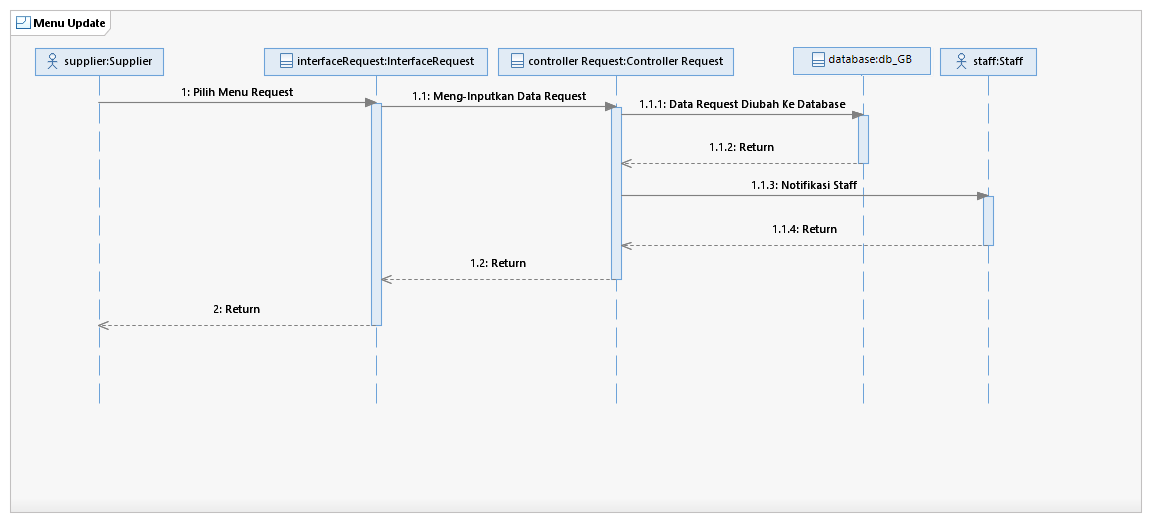 Menu Update
supplier:Supplier
interfaceRequest:InterfaceRequest
controller Request:Controller Request
database:db_GB
staff:Staff
1: Pilih Menu Request
1.1: Meng-Inputkan Data Request
1.1.1: Data Request Diubah Ke Database
1.1.2: Return
1.1.3: Notifikasi Staff
1.1.4: Return
1.2: Return
2: Return